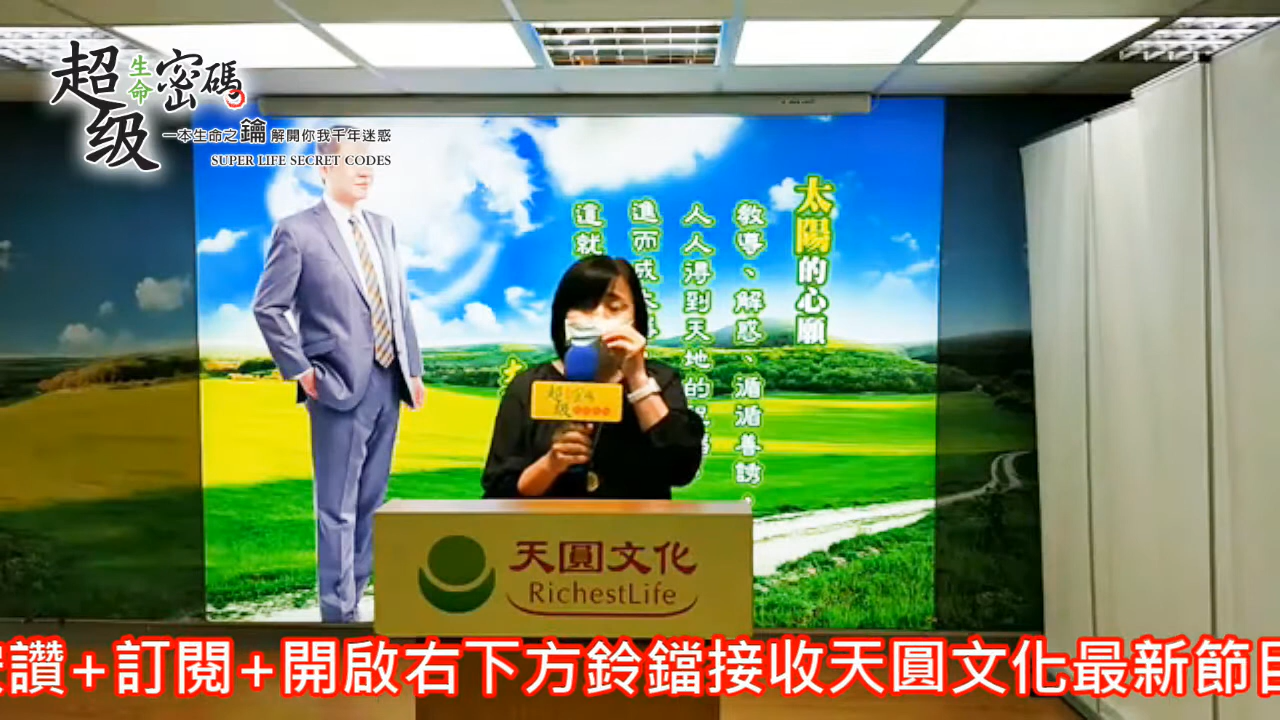 超級生命密碼
一本生命之鑰 解開你我千年迷惑
SUPER LIFE SECRET CODES
太陽的心願
教導、解惑、循循善誘，
人人得到天地的祝福
進而成
這就
超級
天圓文化
RichestLife
讚+訂閱+開啟右下方鈴鐺接收天圓文化最新節目